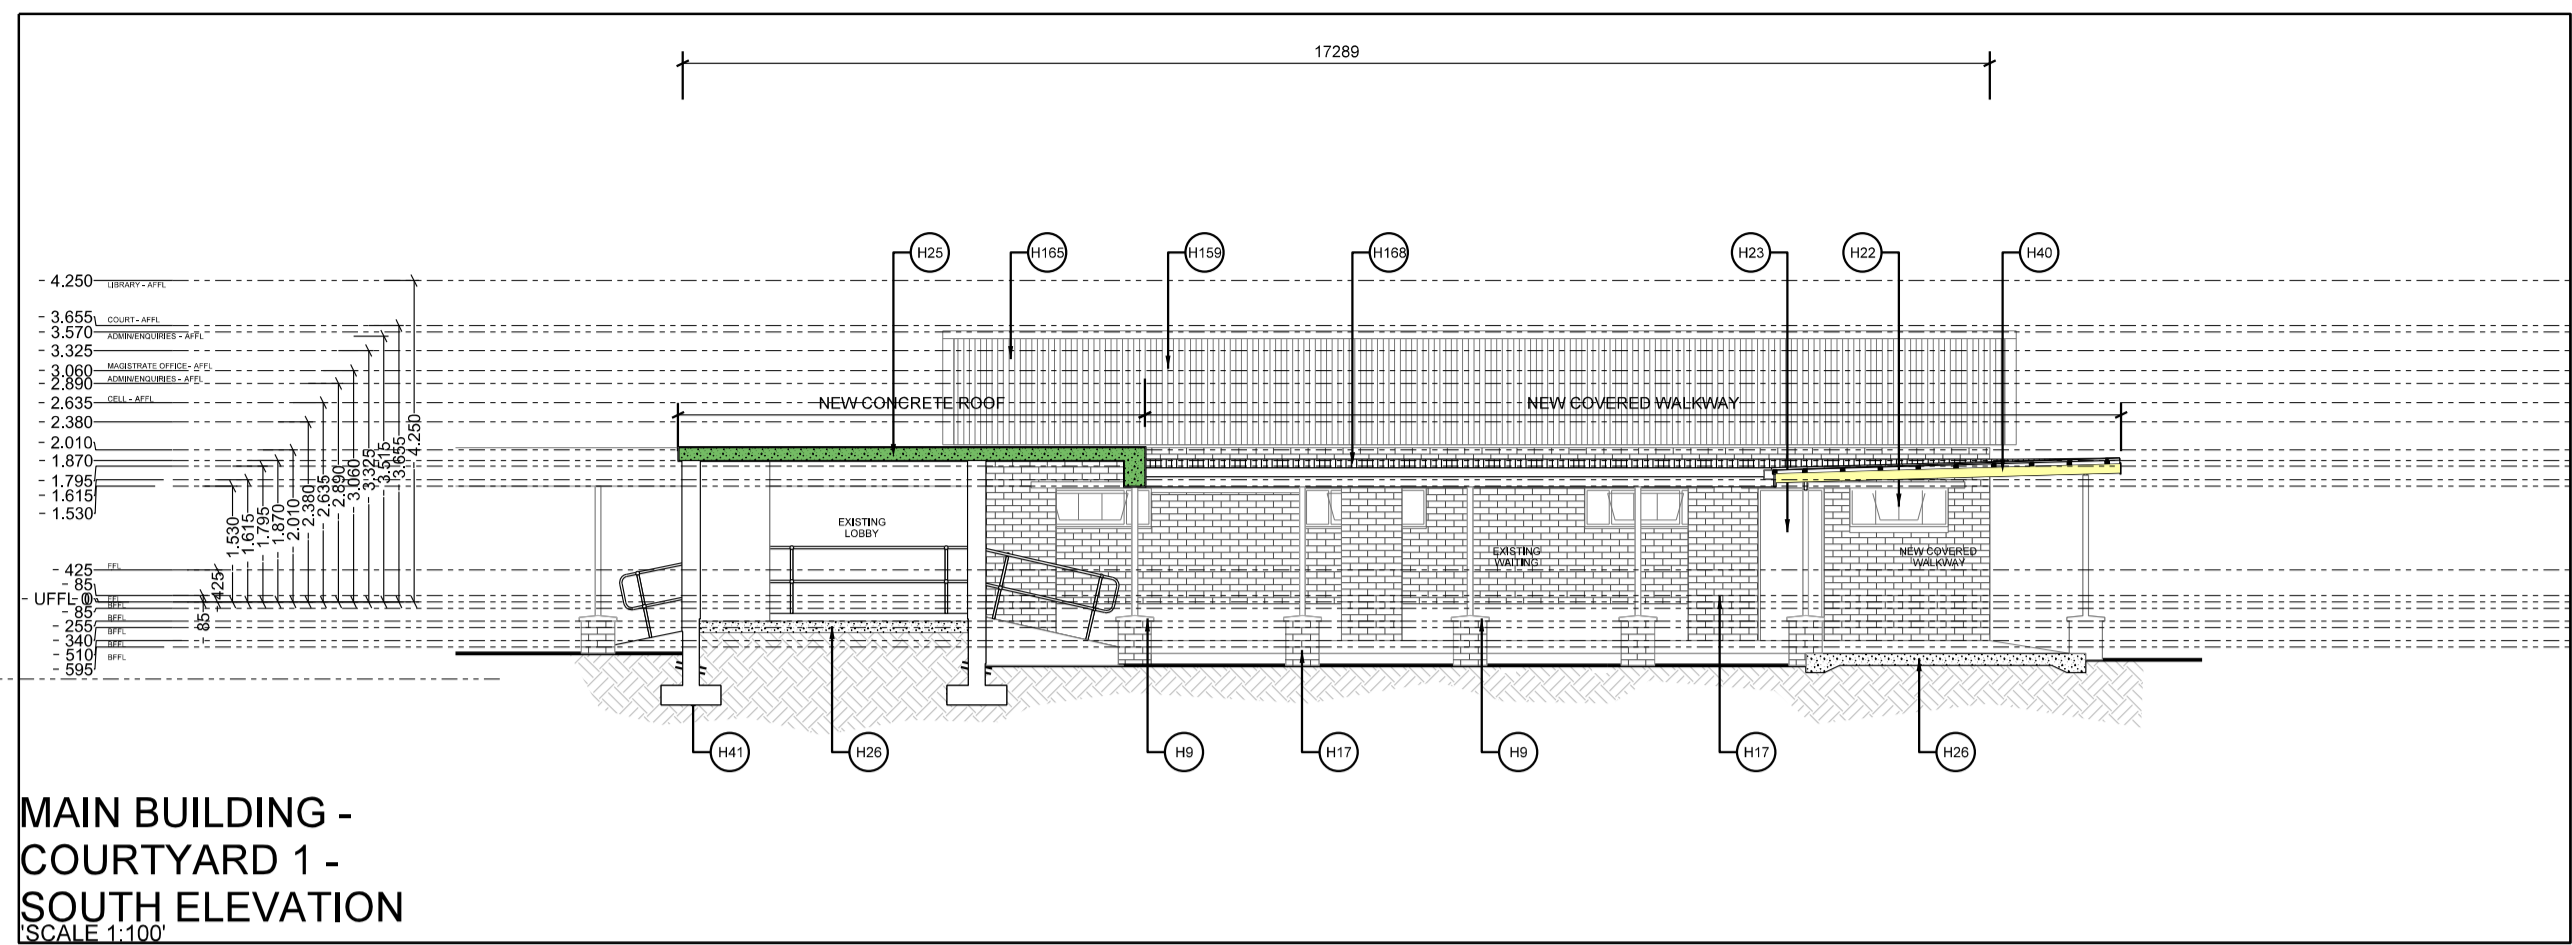 17289
H25
H165
H159
H168
H23
H22
H40
- 4.250
LIBRARY - AFFL
- 3.655
COURT - AFFL
- 3.570
ADMIN/ENQUIRIES - AFFL
- 3.325
- 3.060
MAGISTRATE OFFICE - AFFL
- 2.890
ADMIN/ENQUIRIES - AFFL
- 2.635
CELL - AFFL
- 2.380
- 2.010
- 1.870
- 1.795
- 1.615
- 1.530
- 425
FFL
- 85
- UFFL-0
FFL
- 85
BFFL
- 255
BFFL
- 340
BFFL
- 510
BFFL
- 595
BFFL
- 85
425
1.530
1.615
1.795
1.870
2.010
2.380
2.635
2.890
3.060
3.325
3.515
3.655
4.250
NEW CONCRETE ROOF
NEW COVERED WALKWAY
EXISTING
LOBBY
EXISTING
WAITING
NEW COVERED
WALKWAY
H41
H26
H9
H17
H9
H17
H26
MAIN BUILDING -
COURTYARD 1 -
SOUTH ELEVATION
'SCALE 1:100'